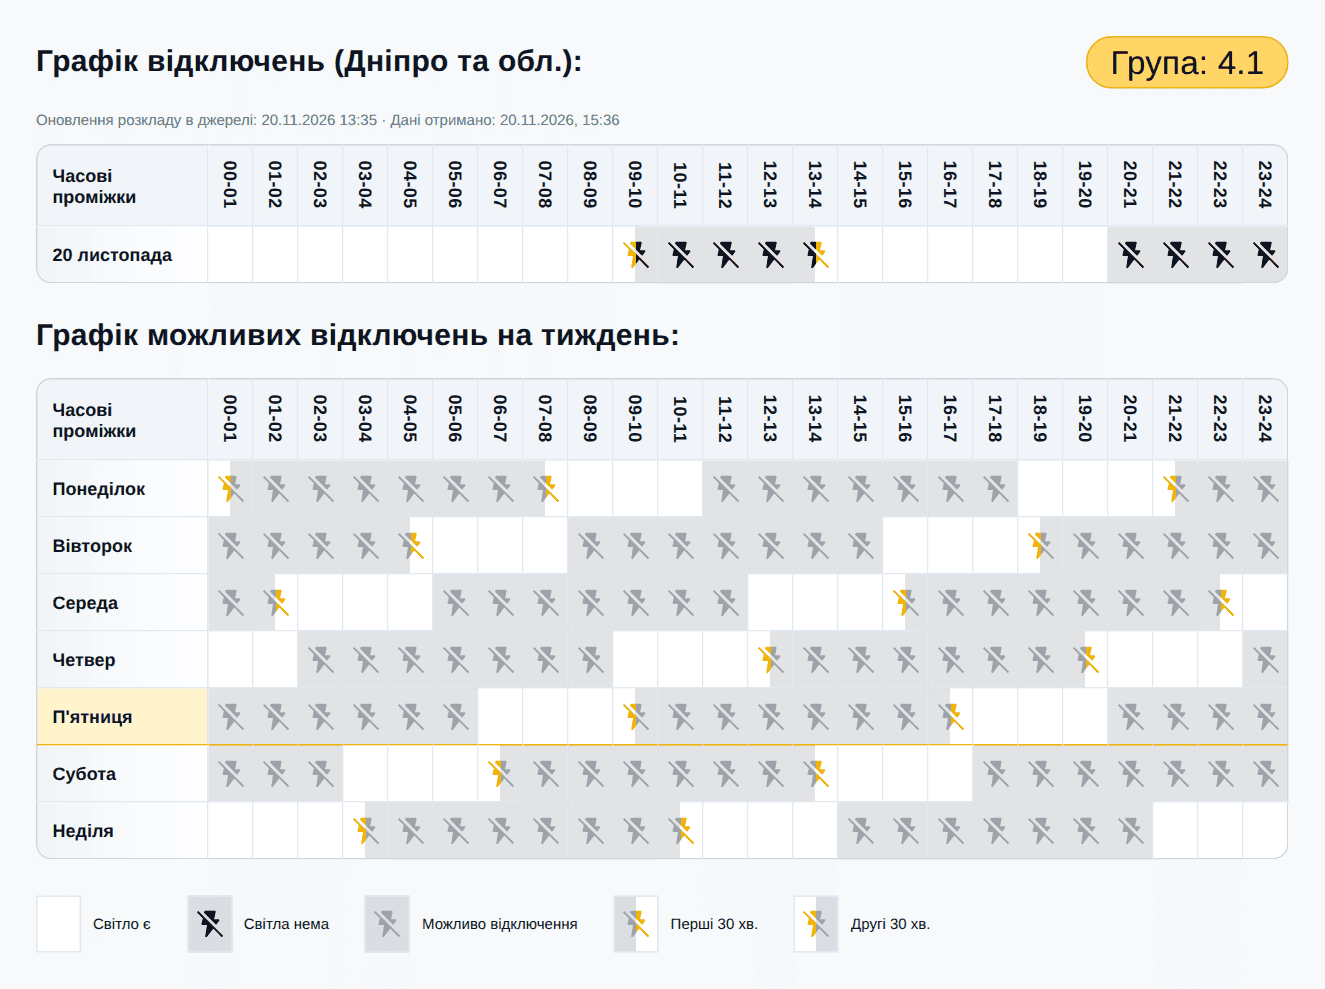 Графік відключень (Дніпро та обл.):
Група: 4.1
Оновлення розкладу в джерелі: 20.11.2026 13:35 · Дані отримано: 20.11.2026, 15:36
Часові
проміжки
00-01 01-02 02-03 03-04 04-05 05-06 06-07 07-08 08-09 09-10 10-11 11-12 12-13 13-14 14-15 15-16 16-17 17-18 18-19 19-20 20-21 21-22 22-23 23-24
20 листопада
Графік можливих відключень на тиждень:
Часові
проміжки
00-01 01-02 02-03 03-04 04-05 05-06 06-07 07-08 08-09 09-10 10-11 11-12 12-13 13-14 14-15 15-16 16-17 17-18 18-19 19-20 20-21 21-22 22-23 23-24
Понеділок
Вівторок
Середа
Четвер
П'ятниця
Субота
Неділя
Світло є
Світла нема
Можливо відключення
Перші 30 хв.
Другі 30 хв.